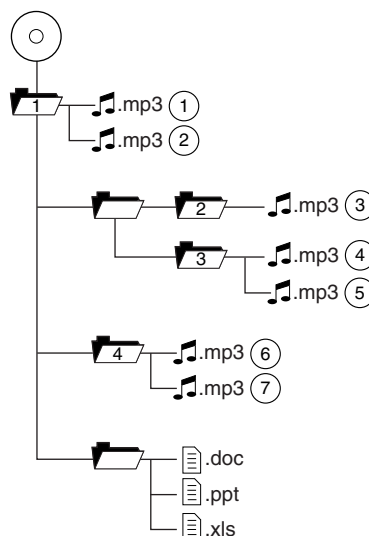 1 .mp3 1
.mp3 2
2 .mp3 3
3 .mp3 4
.mp3 5
4 .mp3 6
.mp3 7
.doc
.ppt
.xls